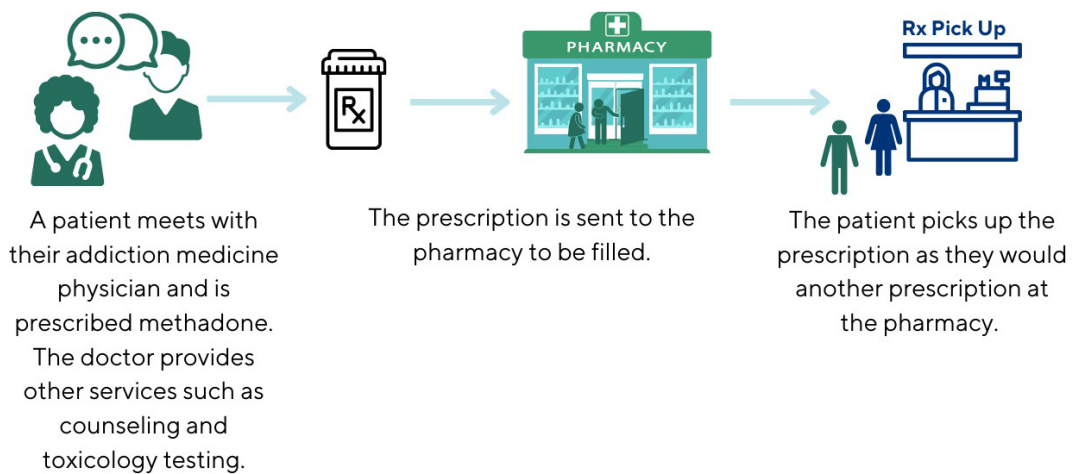 Rx
PHARMACY
Rx Pick Up
A patient meets with
their addiction medicine
physician and is
prescribed methadone.
The doctor provides
other services such as
counseling and
toxicology testing.
The prescription is sent to the
pharmacy to be filled.
The patient picks up the
prescription as they would
another prescription at
the pharmacy.